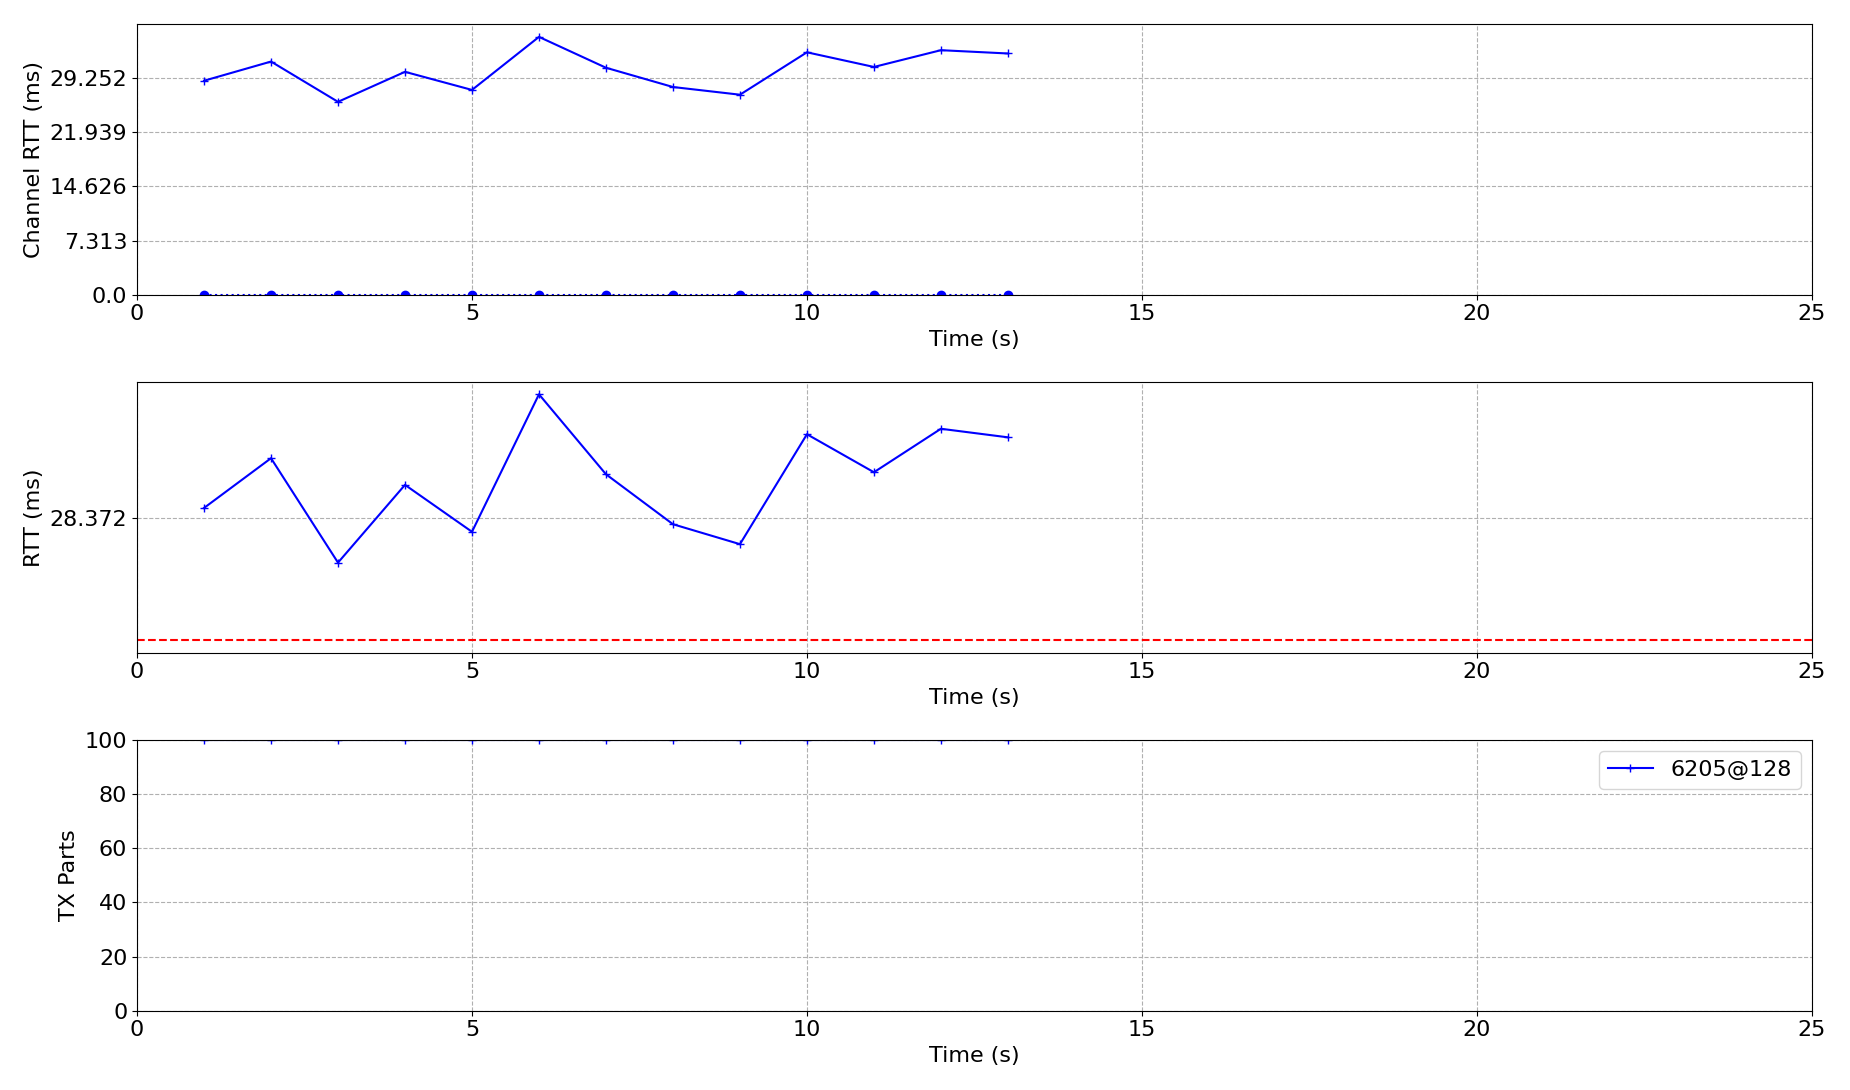 Channel RTT (ms)
29.252
21.939
14.626
7.313
0.0
0 5 10 15 20 25
Time (s)
RTT (ms)
28.372
0 5 10 15 20 25
Time (s)
TX Parts
100
80
60
40
20
0
6205@128
0 5 10 15 20 25
Time (s)